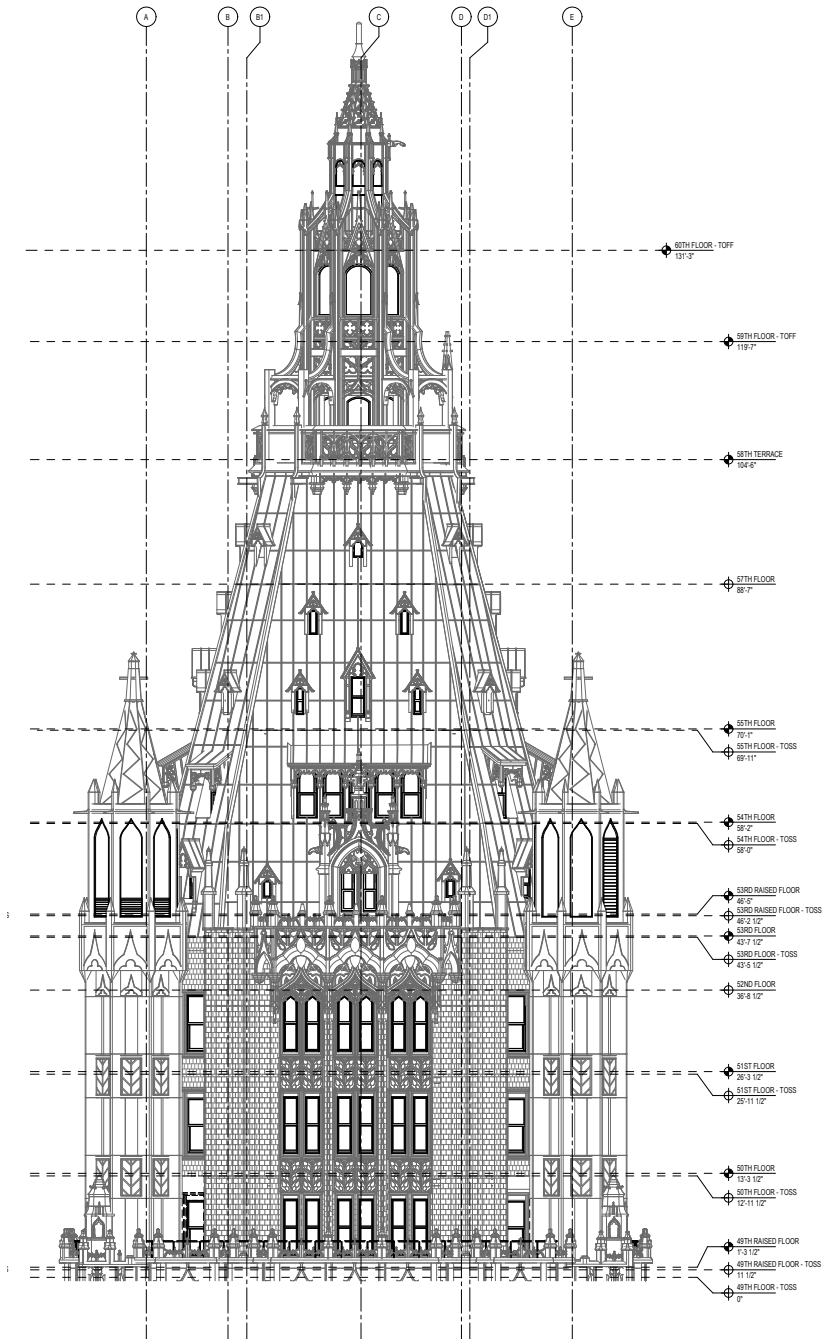 A
B
B1
C
D
D1
E
60TH FLOOR - TOFF
131'-3"
59TH FLOOR - TOFF
119'-7"
58TH TERRACE
104'-6"
57TH FLOOR
88'-7"
55TH FLOOR
70'-1"
55TH FLOOR - TOSS
69'-11"
54TH FLOOR
58'-2"
54TH FLOOR - TOSS
58'-0"
53RD RAISED FLOOR
46'-5"
53RD RAISED FLOOR - TOSS
46'-2 1/2"
53RD FLOOR
43'-7 1/2"
53RD FLOOR - TOSS
43'-5 1/2"
52ND FLOOR
36'-8 1/2"
51ST FLOOR
26'-3 1/2"
51ST FLOOR - TOSS
25'-11 1/2"
50TH FLOOR
13'-3 1/2"
50TH FLOOR - TOSS
12'-11 1/2"
49TH RAISED FLOOR
1'-3 1/2"
49TH RAISED FLOOR - TOSS
11 1/2"
49TH FLOOR - TOSS
0"